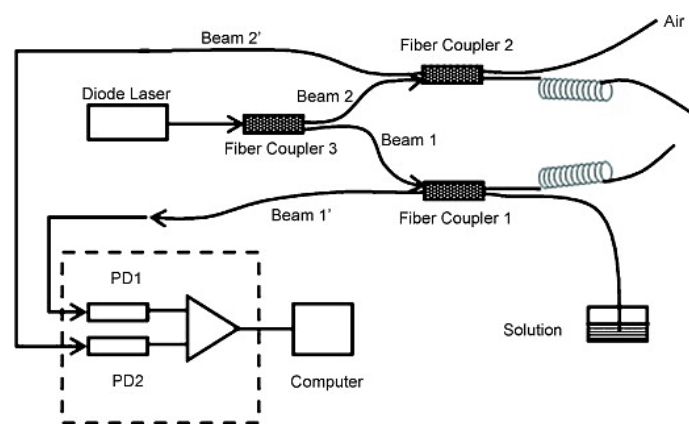 Beam 2’
Fiber Coupler 2
Air
Diode Laser
Beam 2
Fiber Coupler 3
Beam 1
Beam 1’
Fiber Coupler 1
PD1
PD2
Computer
Solution